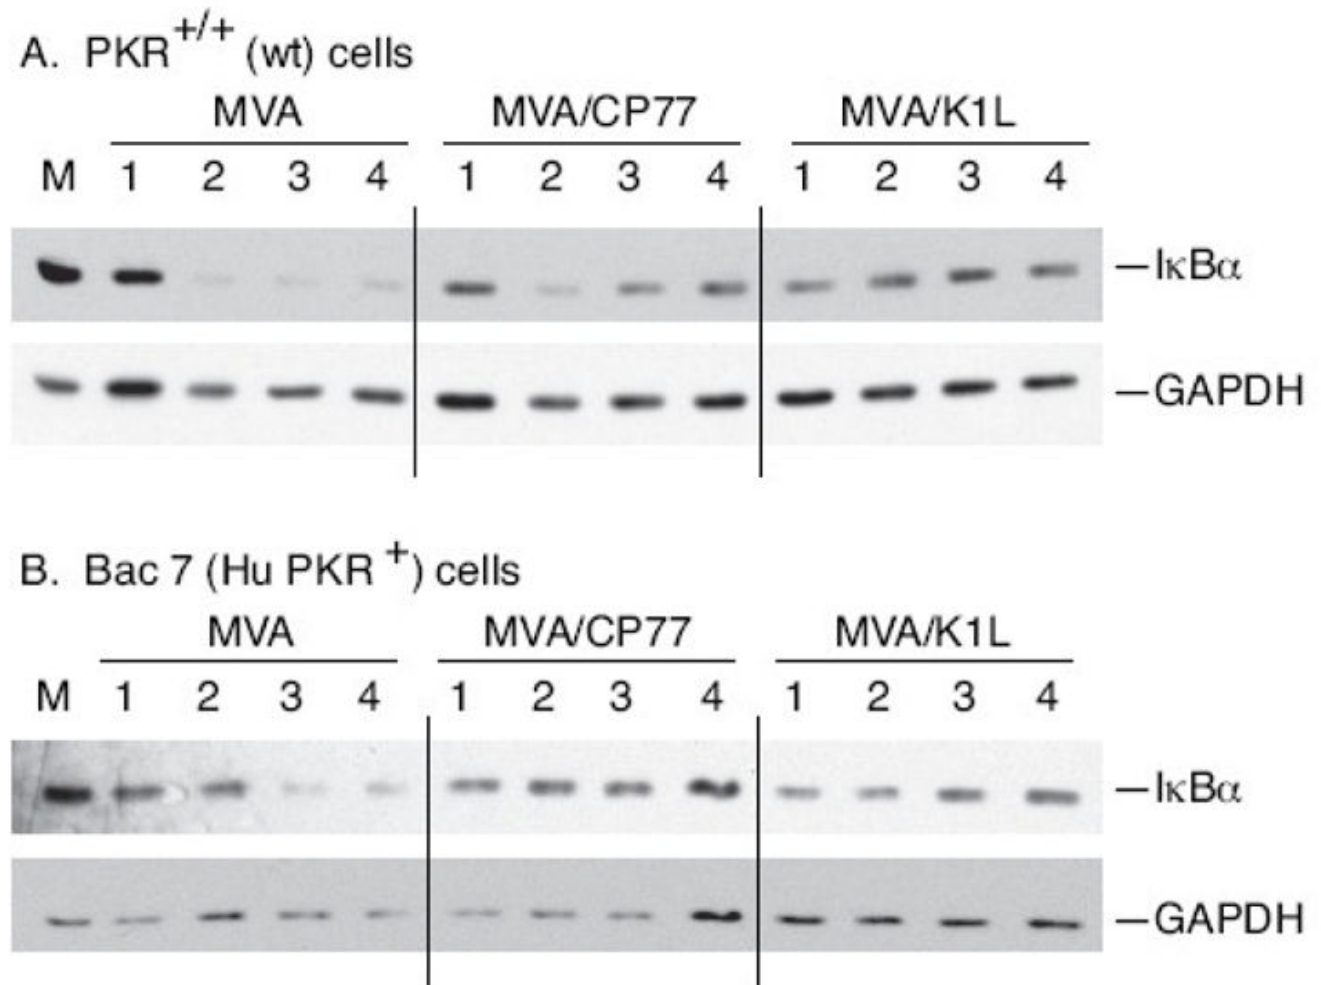 A. PKR+/+ (wt) cells
MVA MVA/CP77 MVA/K1L
M 1 2 3 4 1 2 3 4 1 2 3 4
IκBα
GAPDH
B. Bac 7 (Hu PKR +) cells
MVA MVA/CP77 MVA/K1L
M 1 2 3 4 1 2 3 4 1 2 3 4
IκBα
GAPDH